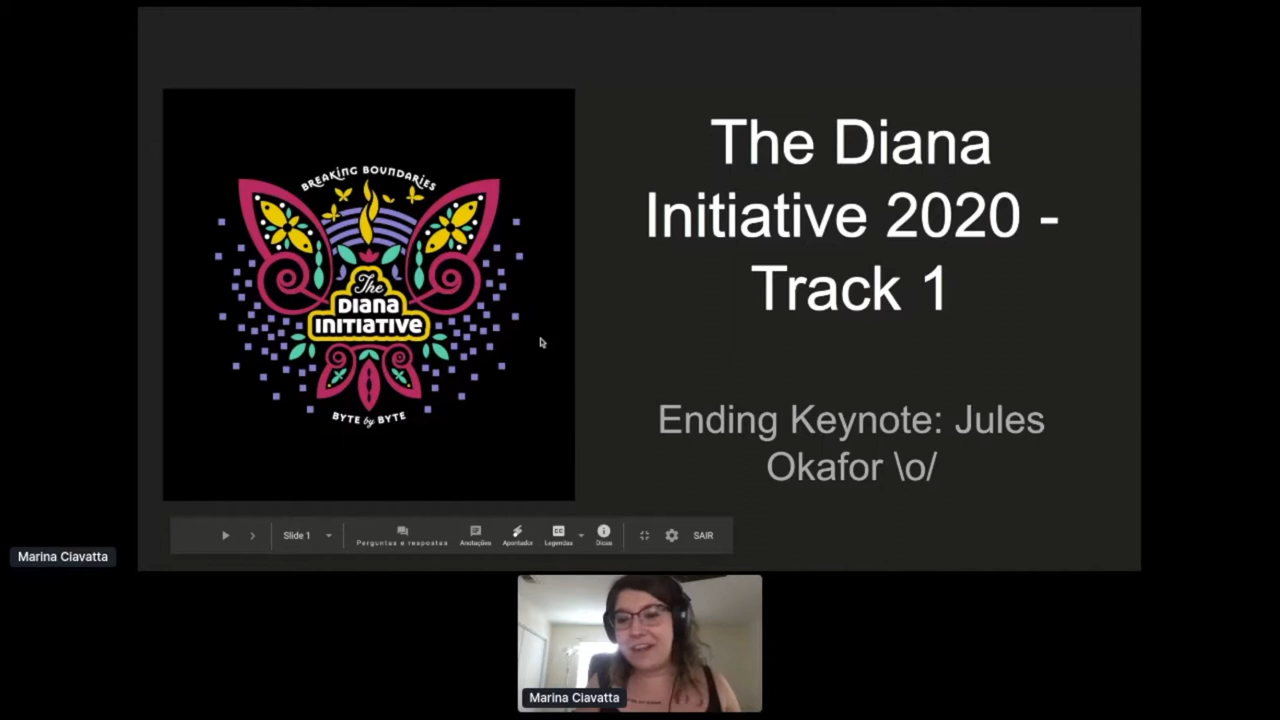 The Diana
Initiative 2020 -
Track 1
BREAKING BOUNDARIES
The
DIANA
INITIATIVE
BYTE by BYTE
Ending Keynote: Jules
Okafor \o/
Slide 1
Perguntas e respostas
Anotações
Apontador
CC
Legendas
Dicas
SAIR
Marina Ciavatta
Marina Ciavatta